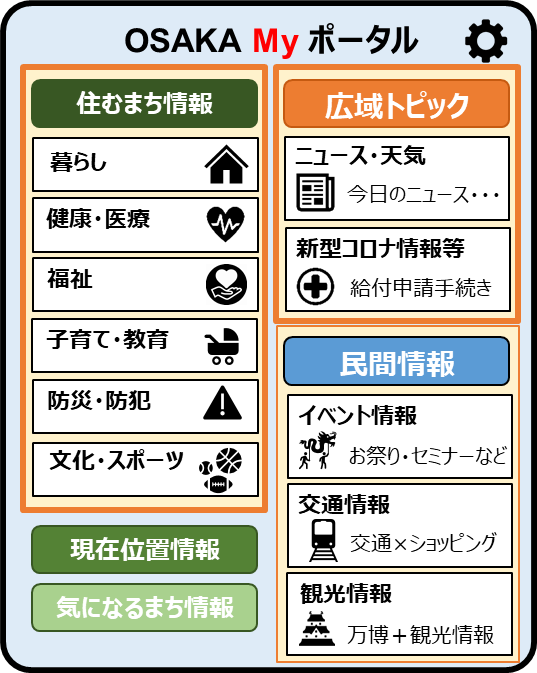 OSAKA My ポータル
住むまち情報
暮らし
健康・医療
福祉
子育て・教育
防災・防犯
文化・スポーツ
現在位置情報
気になるまち情報
広域トピック
ニュース・天気
今日のニュース・・・
新型コロナ情報等
給付申請手続き
民間情報
イベント情報
お祭り・セミナーなど
交通情報
交通×ショッピング
観光情報
万博＋観光情報